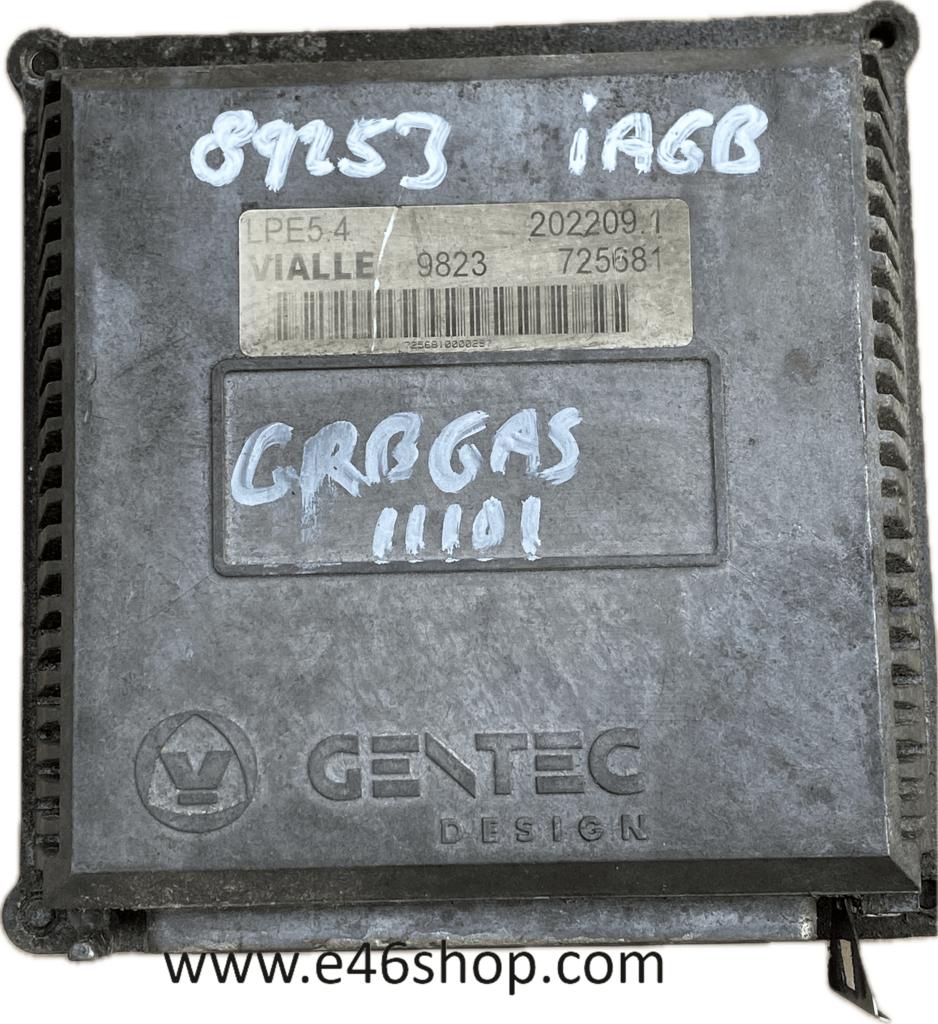 89253 iAGB
LPE5.4 202209.1
VIALLE 9823 725681
7256810000257
GRBGAS
11101
V
GENTEC
DESIGN
www.e46shop.com